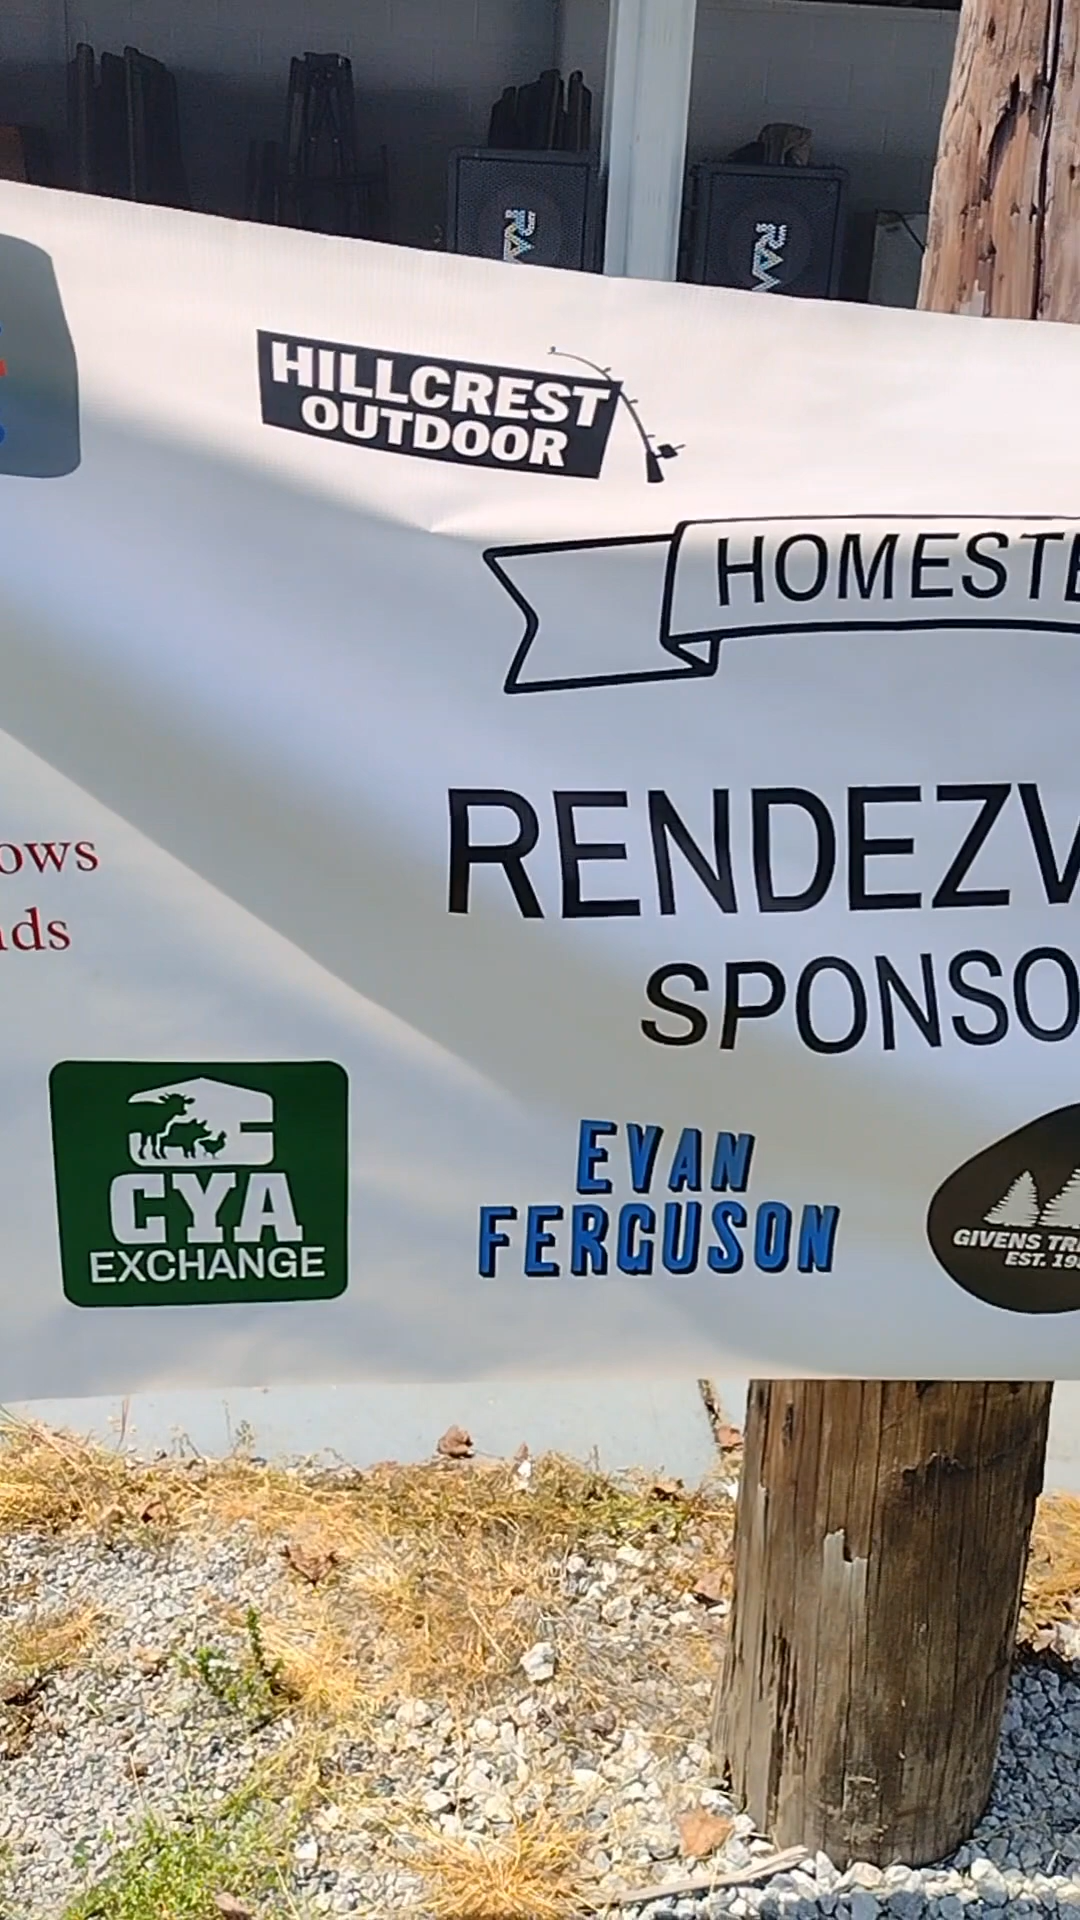 HILLCREST
OUTDOOR
HOMESTE
RENDEZV
SPONSO
ows
ds
CYA
EXCHANGE
EVAN
FERGUSON
GIVENS TR
EST. 19